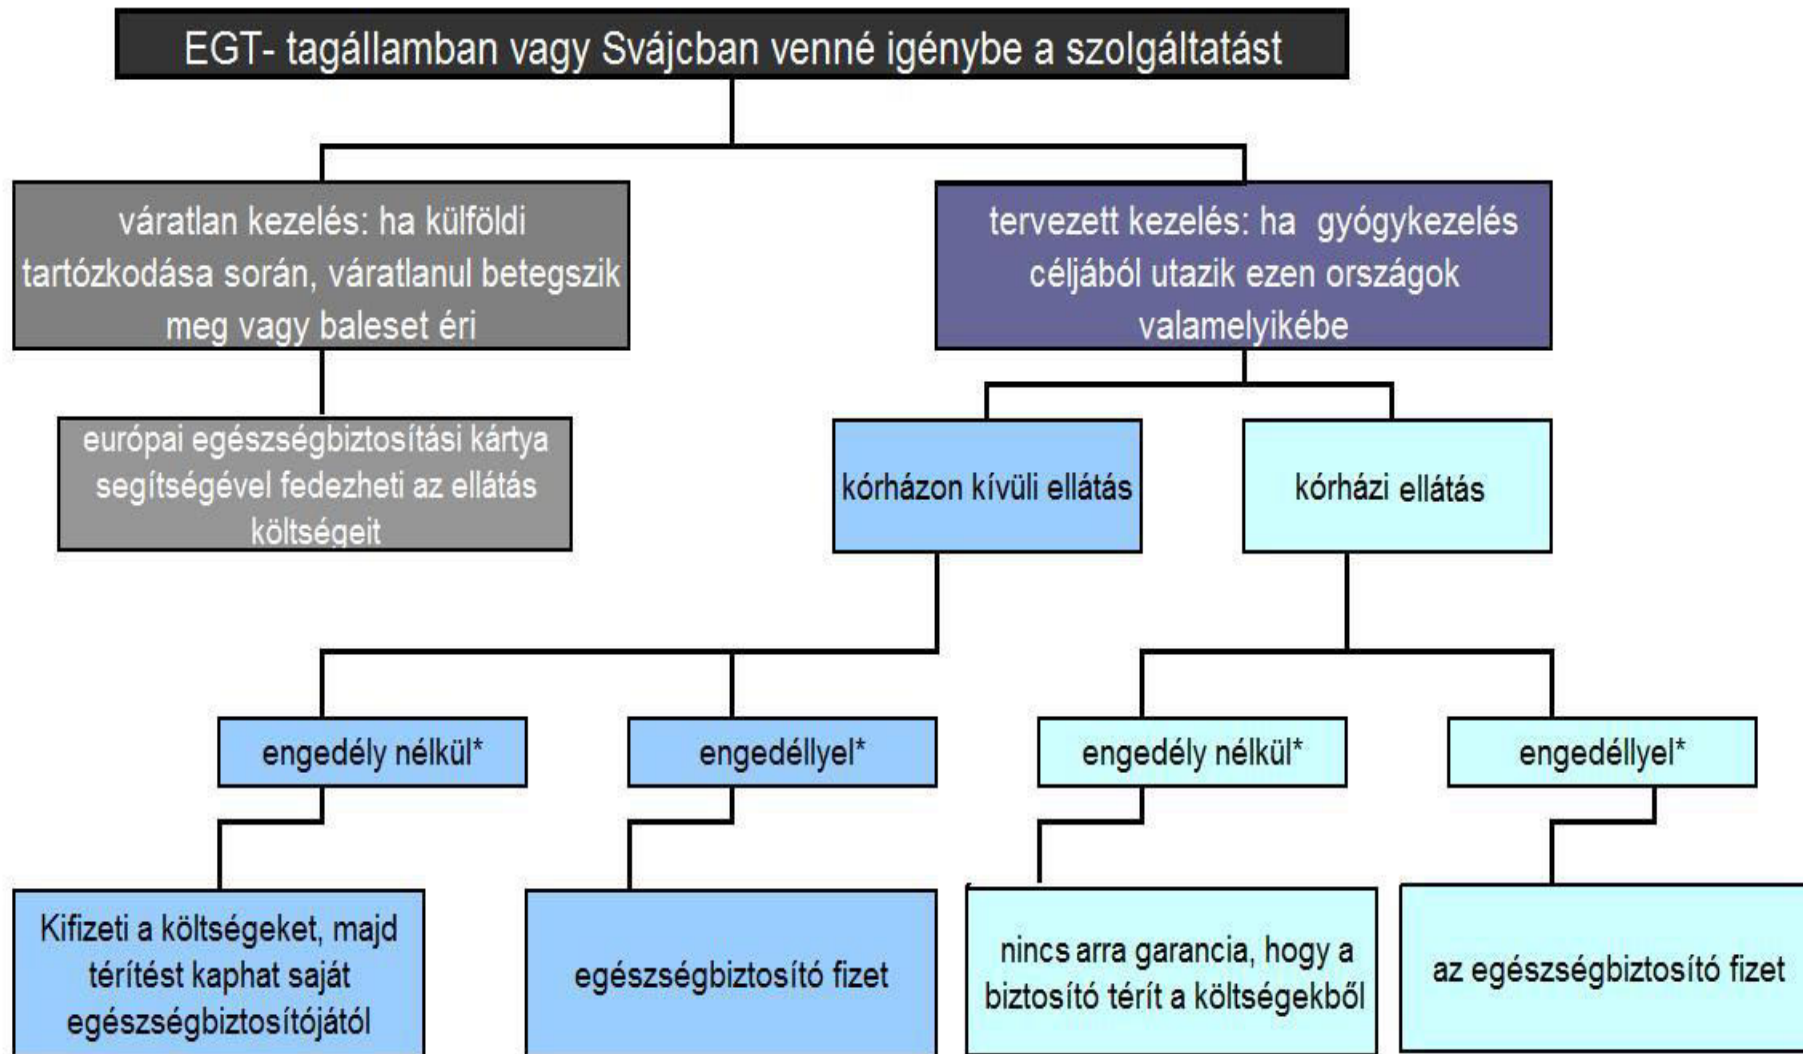 EGT- tagállamban vagy Svájcban venné igénybe a szolgáltatást
váratlan kezelés: ha külföldi
tartózkodása során, váratlanul betegszik
meg vagy baleset éri
tervezett kezelés: ha gyógykezelés
céljából utazik ezen országok
valamelyikébe
európai egészségbiztosítási kártya
segítségével fedezheti az ellátás
költségeit
kórházon kívüli ellátás
kórházi ellátás
engedély nélkül*
engedéllyel*
engedély nélkül*
engedéllyel*
Kifizeti a költségeket, majd
térítést kaphat saját
egészségbiztosítójától
egészségbiztosító fizet
nincs arra garancia, hogy a
biztosító térít a költségekből
az egészségbiztosító fizet